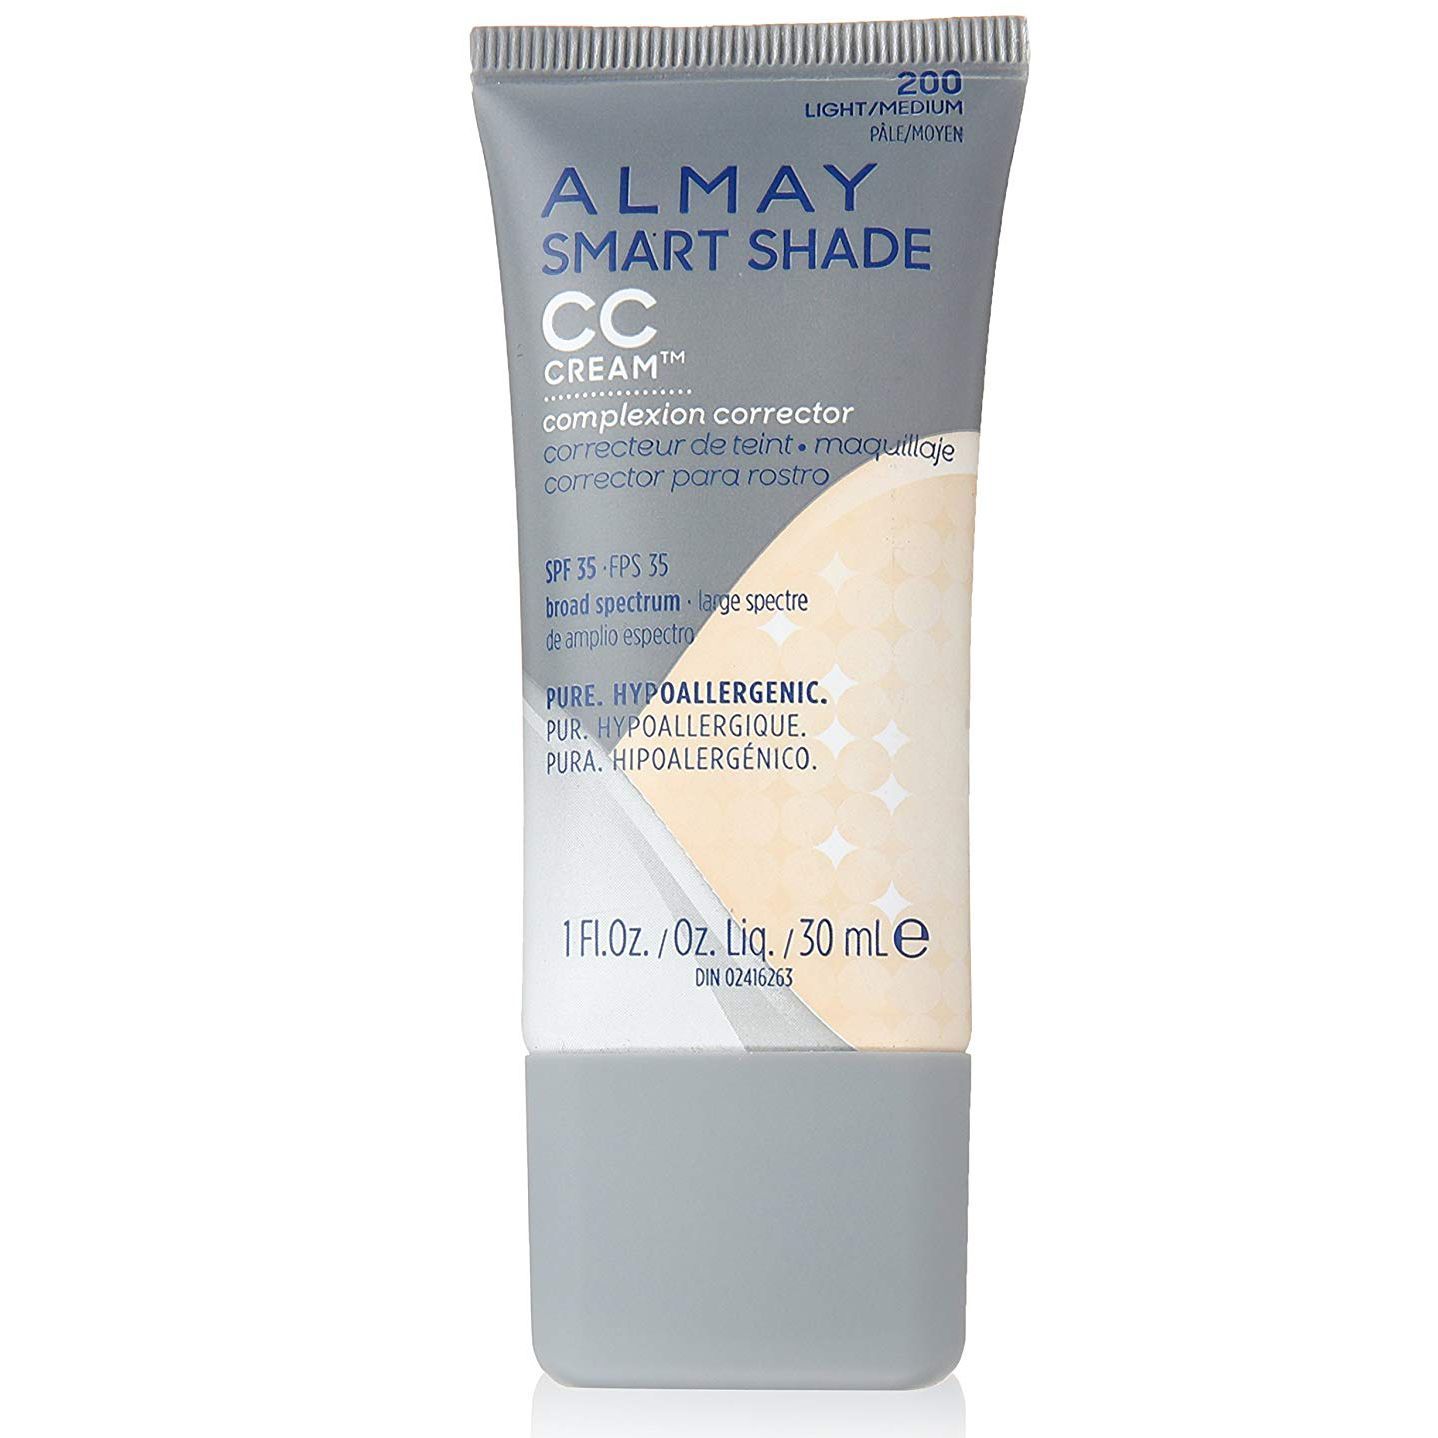 200
LIGHT/MEDIUM
PÂLE/MOYEN
ALMAY
SMART SHADE
CC
CREAM™
complexion corrector
correcteur de teint • maquillaje
corrector para rostro
SPF 35 · FPS 35
broad spectrum · large spectre
de amplio espectro
PURE. HYPOALLERGENIC.
PUR. HYPOALLERGIQUE.
PURA. HIPOALERGÉNICO.
1 Fl.Oz. / Oz. Liq. / 30 mL ℮
DIN 02416263